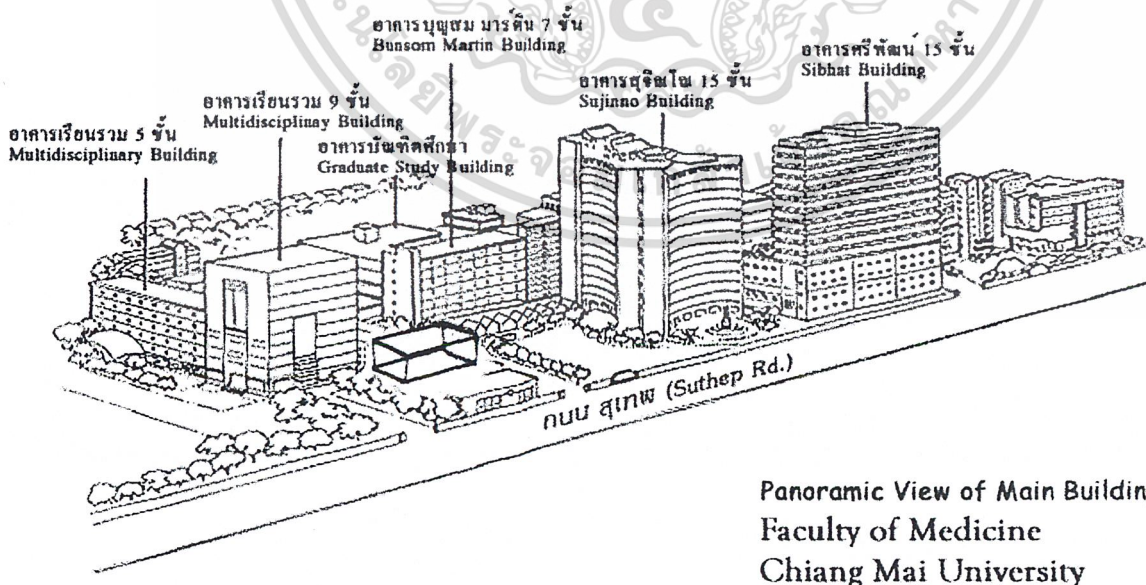 อาคารบุญสม มาร์ติน 7 ชั้น
Bunsom Martin Building
อาคารศรีพัฒน์ 15 ชั้น
Sibhat Building
อาคารสุจิณโณ 15 ชั้น
Sujinno Building
อาคารเรียนรวม 9 ชั้น
Multidisciplinay Building
อาคารเรียนรวม 5 ชั้น
Multidisciplinary Building
อาคารบัณฑิตศึกษา
Graduate Study Building
ถนน สุเทพ (Suthep Rd.)
Panoramic View of Main Buildin
Faculty of Medicine
Chiang Mai University